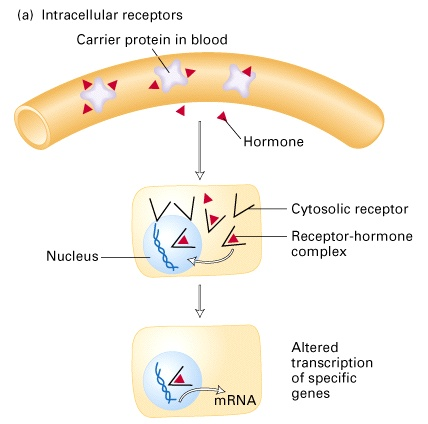 (a) Intracellular receptors
Carrier protein in blood
Hormone
Cytosolic receptor
Receptor-hormone
complex
Nucleus
Altered
transcription
of specific
genes
mRNA